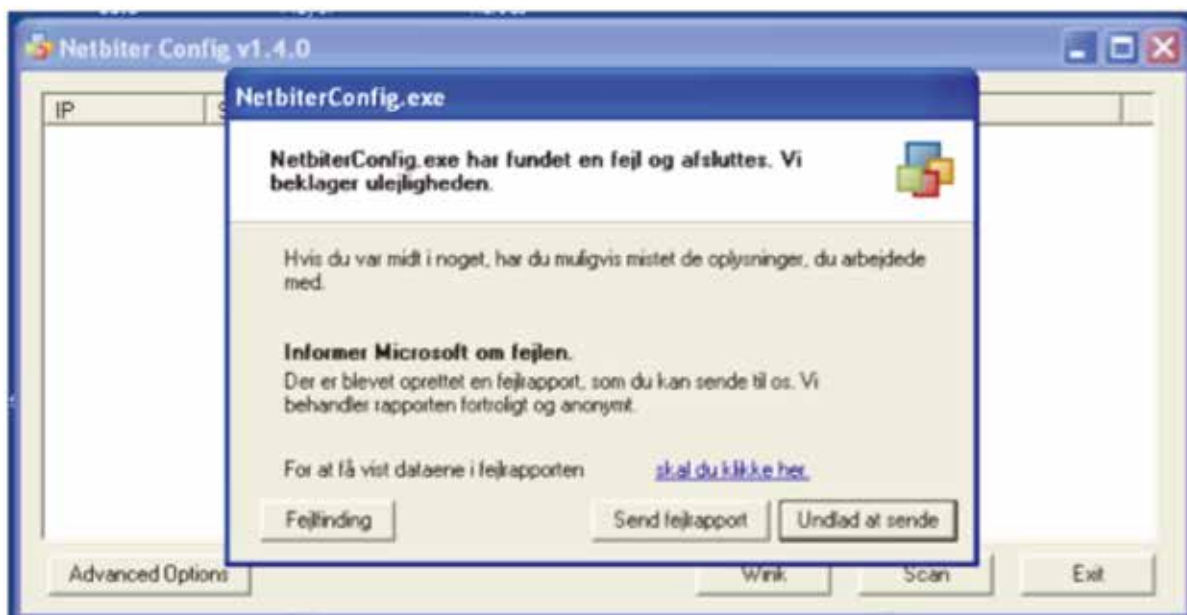 Netbiter Config v1.4.0
IP
NetbiterConfig.exe
NetbiterConfig.exe har fundet en fejl og afsluttes. Vi
beklager ulejligheden.
Hvis du var midt i noget, har du muligvis mistet de oplysninger, du arbejdede
med.
Informer Microsoft om fejlen.
Der er blevet oprettet en fejlrapport, som du kan sende til os. Vi
behandler rapporten fortroligt og anonymt.
For at få vist dataene i fejlrapporten skal du klikke her.
Fejlfinding Send fejlrapport Undlad at sende
Advanced Options Wink Scan Exit